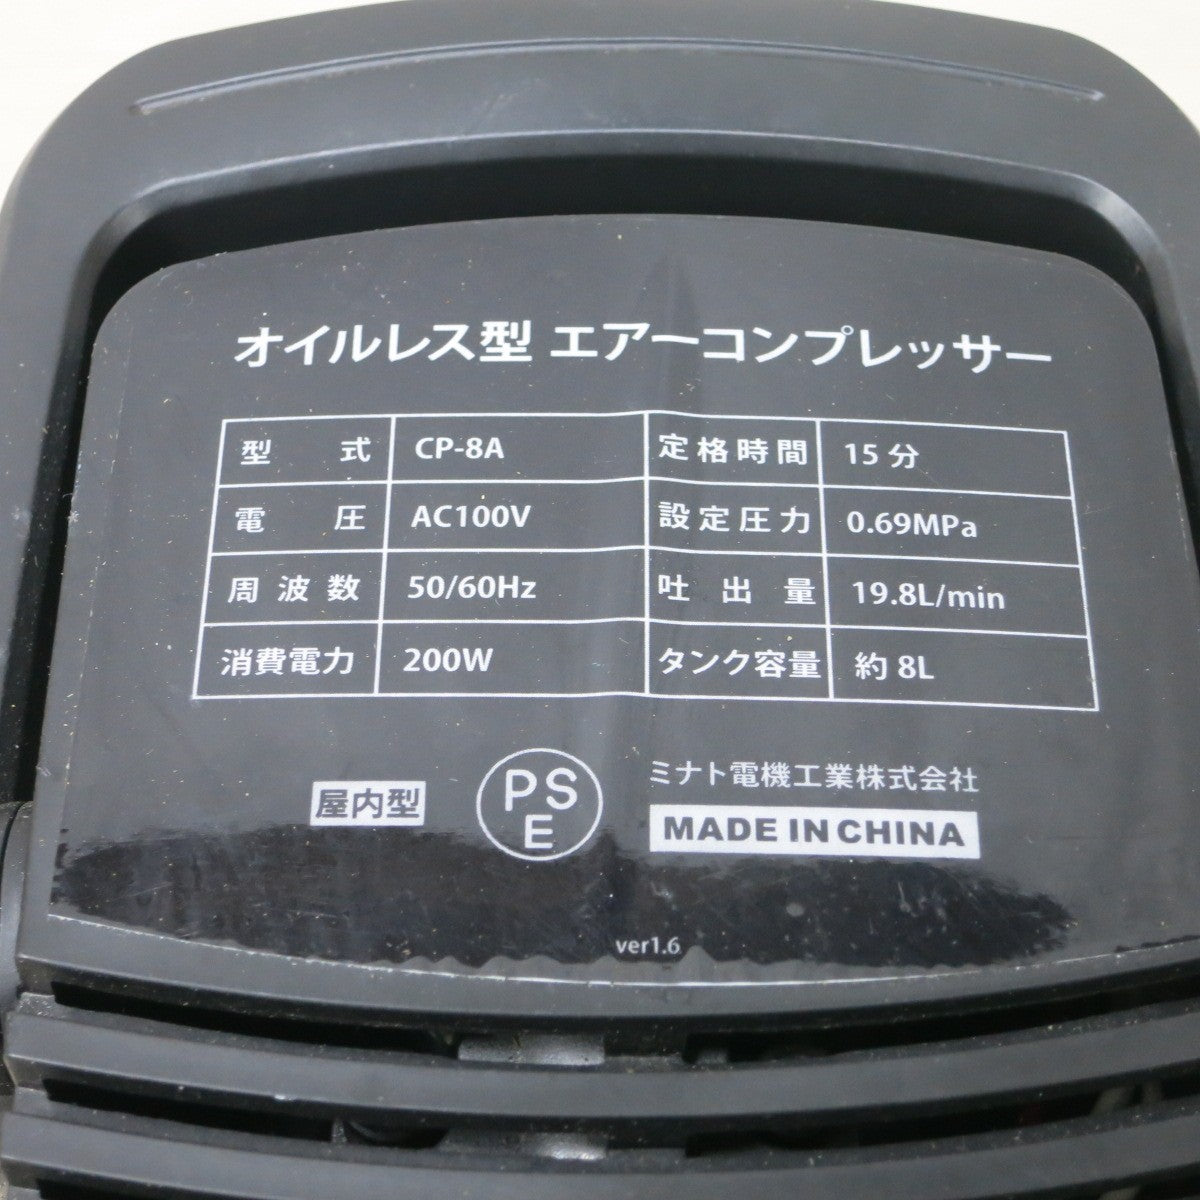 オイルレス型 エアーコンプレッサー
型式 CP-8A 定格時間 15分
電圧 AC100V 設定圧力 0.69MPa
周波数 50/60Hz 吐出量 19.8L/min
消費電力 200W タンク容量 約8L
屋内型
PS
E
ミナト電機工業株式会社
MADE IN CHINA
ver1.6